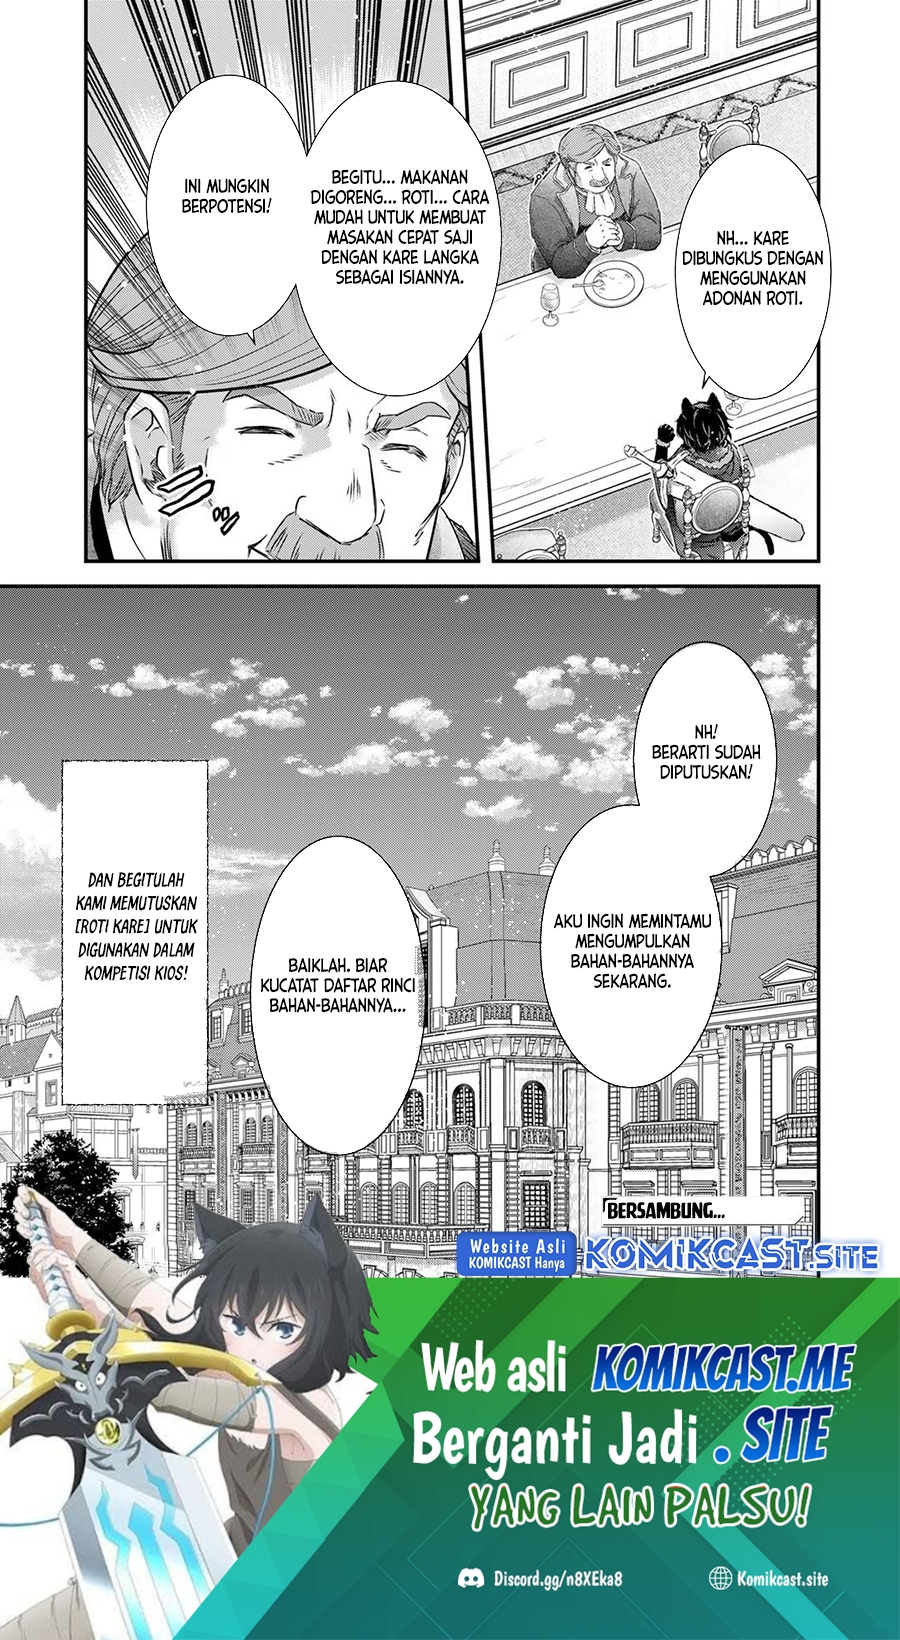 NH... KARE
DIBUNGKUS DENGAN
MENGGUNAKAN
ADONAN ROTI.
BEGITU... MAKANAN
DIGORENG... ROTI... CARA
MUDAH UNTUK MEMBUAT
MASAKAN CEPAT SAJI
DENGAN KARE LANGKA
SEBAGAI ISIANNYA.
INI MUNGKIN
BERPOTENSI!
NH!
BERARTI SUDAH
DIPUTUSKAN!
AKU INGIN MEMINTAMU
MENGUMPULKAN
BAHAN-BAHANNYA
SEKARANG.
BAIKLAH. BIAR
KUCATAT DAFTAR RINCI
BAHAN-BAHANNYA...
DAN BEGITULAH
KAMI MEMUTUSKAN
[ROTI KARE] UNTUK
DIGUNAKAN DALAM
KOMPETISI KIOS!
BERSAMBUNG...
Website Asli
KOMIKCAST Hanya
KOMIKCAST.SITE
Web asli KOMIKCAST.ME
Berganti Jadi .SITE
YANG LAIN PALSU!
Discord.gg/n8XEka8
Komikcast.site